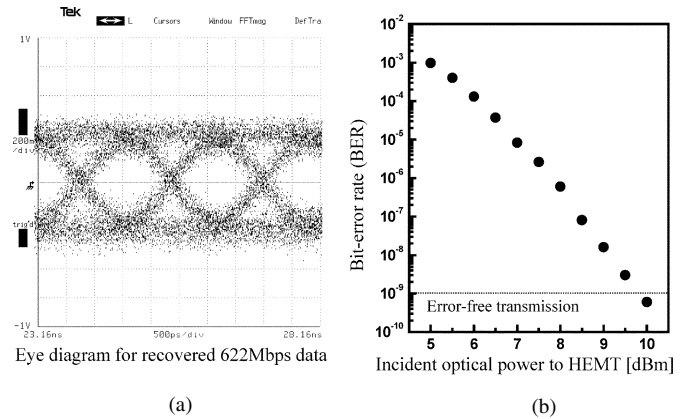 Tek
L Cursors Window FFTmag DefTra
1V
200m
/div
trig'd
-1V
23.16ns 500ps/div 28.16ns
Eye diagram for recovered 622Mbps data
(a)
Bit-error rate (BER)
10-2
10-3
10-4
10-5
10-6
10-7
10-8
10-9
10-10
Error-free transmission
5 6 7 8 9 10
Incident optical power to HEMT [dBm]
(b)